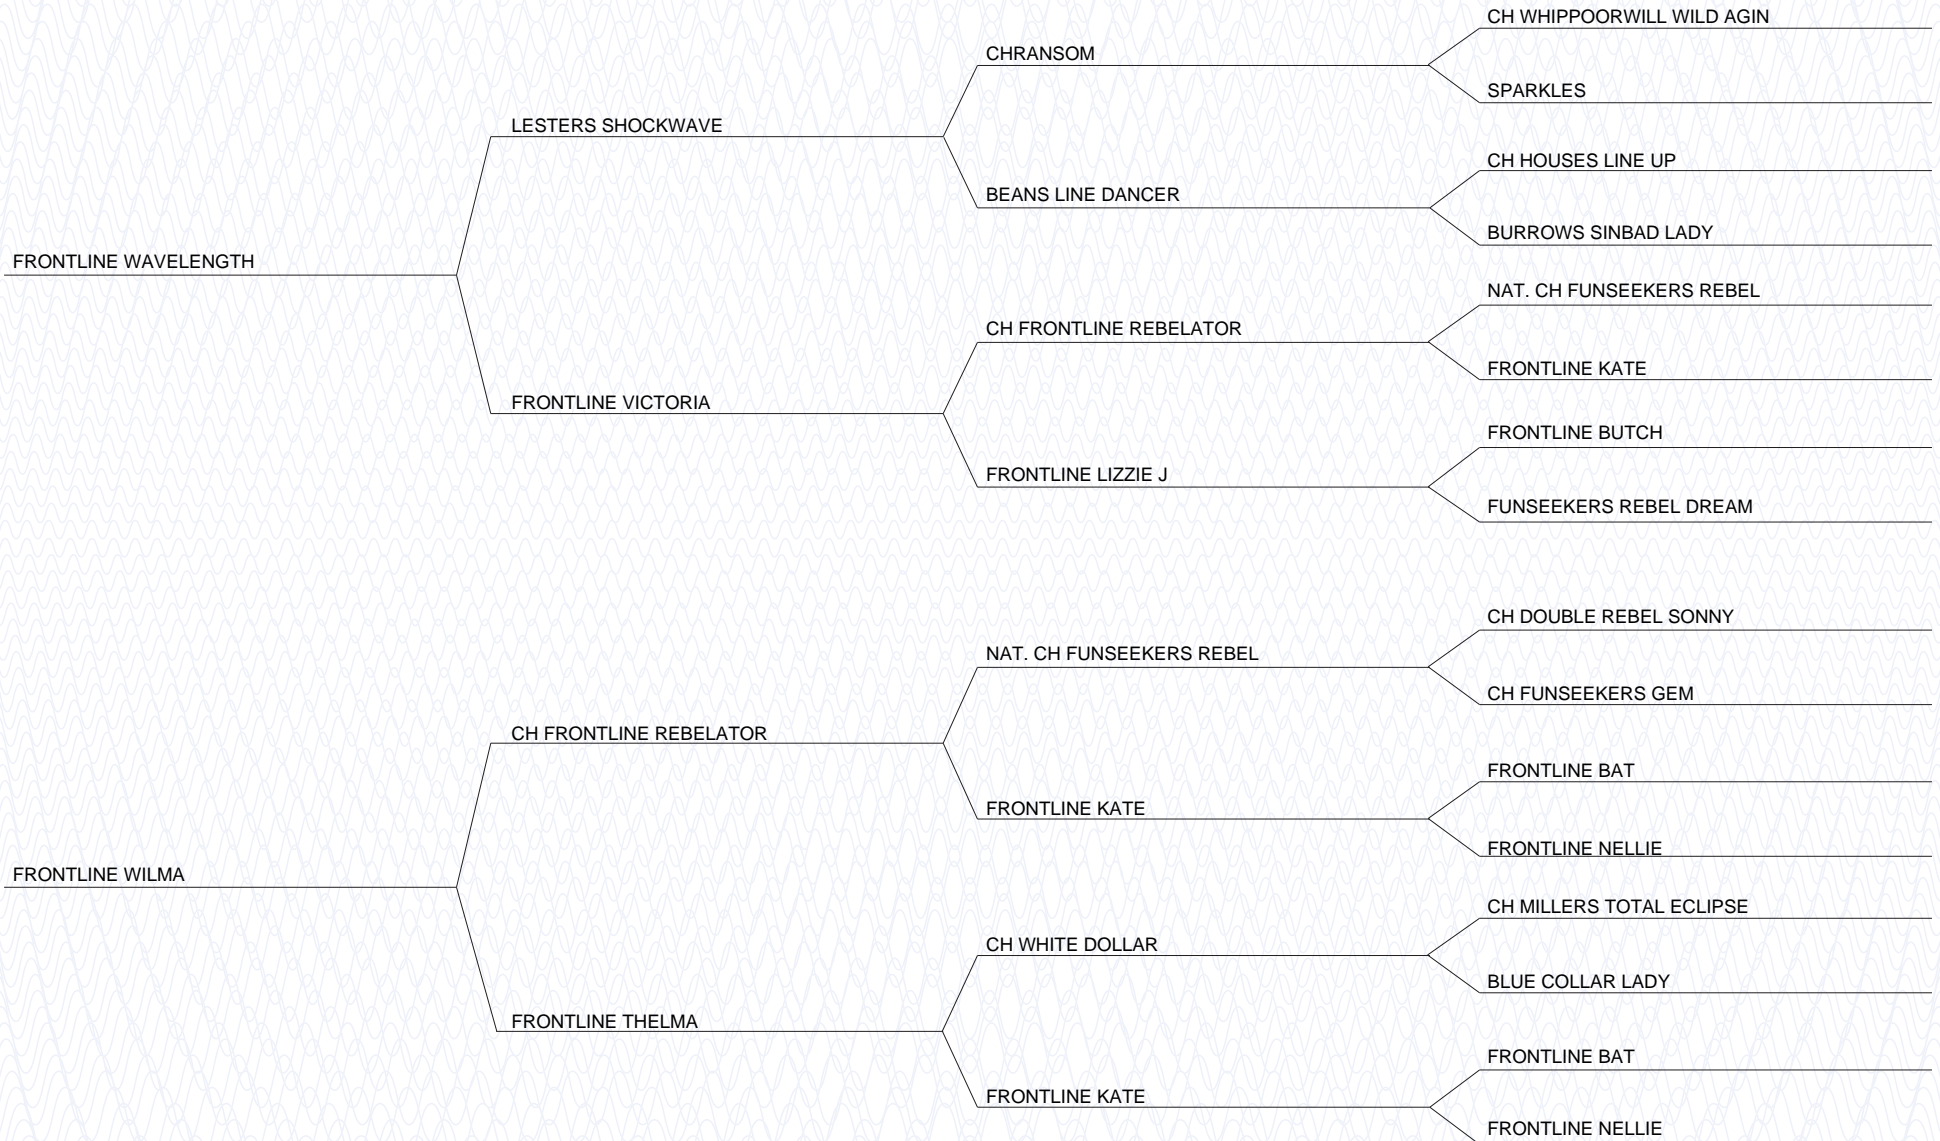 CH WHIPPOORWILL WILD AGIN
CHRANSOM
SPARKLES
LESTERS SHOCKWAVE
CH HOUSES LINE UP
BEANS LINE DANCER
BURROWS SINBAD LADY
FRONTLINE WAVELENGTH
NAT. CH FUNSEEKERS REBEL
CH FRONTLINE REBELATOR
FRONTLINE KATE
FRONTLINE VICTORIA
FRONTLINE BUTCH
FRONTLINE LIZZIE J
FUNSEEKERS REBEL DREAM
CH DOUBLE REBEL SONNY
NAT. CH FUNSEEKERS REBEL
CH FUNSEEKERS GEM
CH FRONTLINE REBELATOR
FRONTLINE BAT
FRONTLINE KATE
FRONTLINE NELLIE
FRONTLINE WILMA
CH MILLERS TOTAL ECLIPSE
CH WHITE DOLLAR
BLUE COLLAR LADY
FRONTLINE THELMA
FRONTLINE BAT
FRONTLINE KATE
FRONTLINE NELLIE